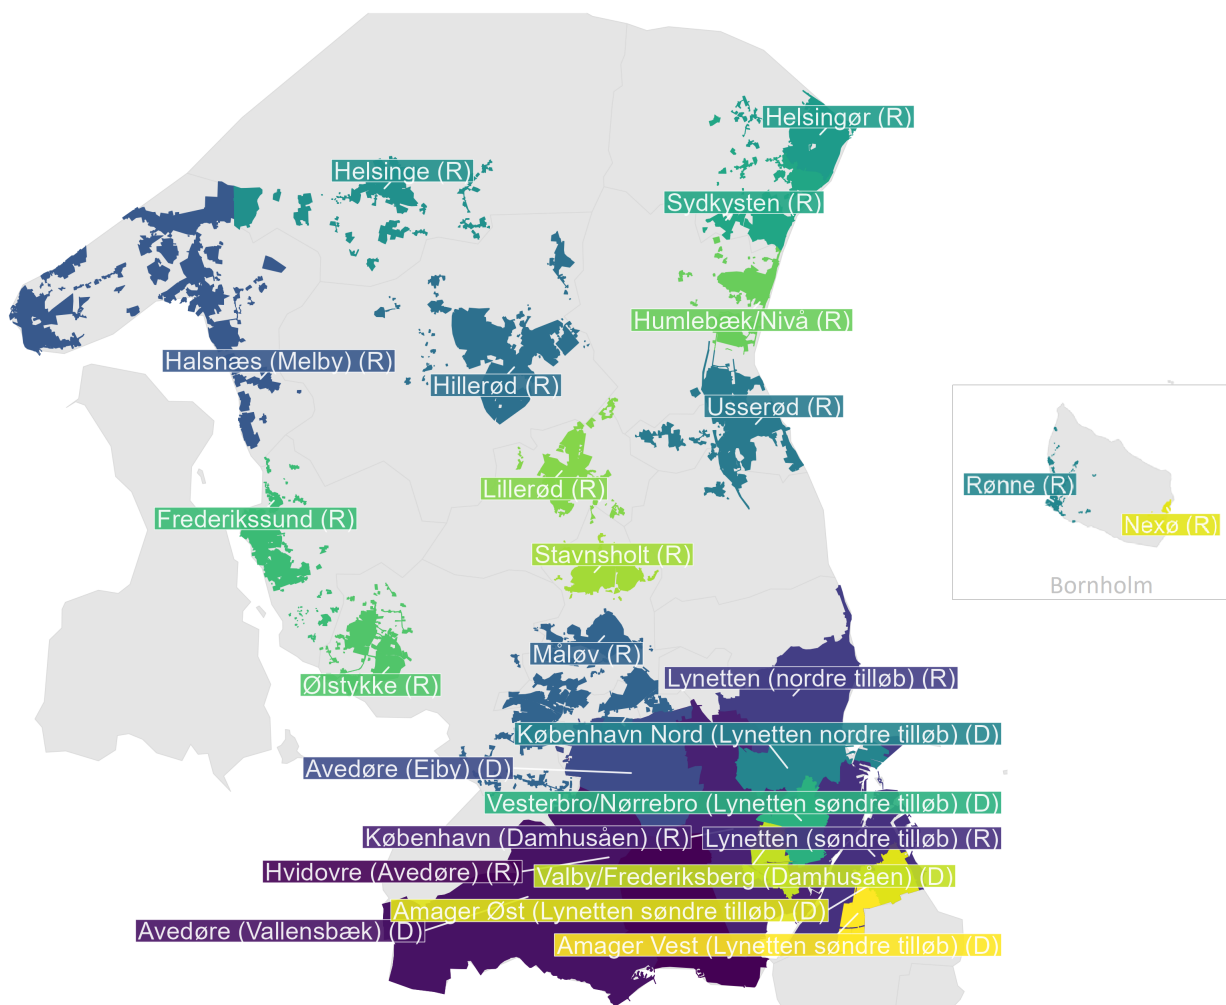 Helsingør (R)
Helsinge (R)
Sydkysten (R)
Humlebæk/Nivå (R)
Halsnæs (Melby) (R)
Hillerød (R)
Usserød (R)
Rønne (R)
Lillerød (R)
Frederikssund (R)
Nexø (R)
Stavnsholt (R)
Bornholm
Måløv (R)
Lynetten (nordre tilløb) (R)
Ølstykke (R)
København Nord (Lynetten nordre tilløb) (D)
Avedøre (Ejby) (D)
Vesterbro/Nørrebro (Lynetten søndre tilløb) (D)
København (Damhusåen) (R)
Lynetten (søndre tilløb) (R)
Hvidovre (Avedøre) (R)
Valby/Frederiksberg (Damhusåen) (D)
Amager Øst (Lynetten søndre tilløb) (D)
Avedøre (Vallensbæk) (D)
Amager Vest (Lynetten søndre tilløb) (D)